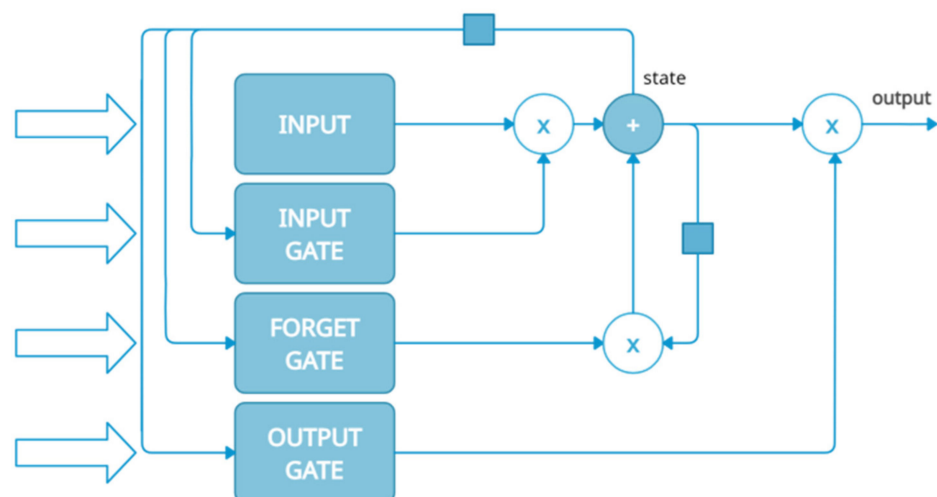 state
output
INPUT
x
+
x
INPUT
GATE
FORGET
GATE
x
OUTPUT
GATE